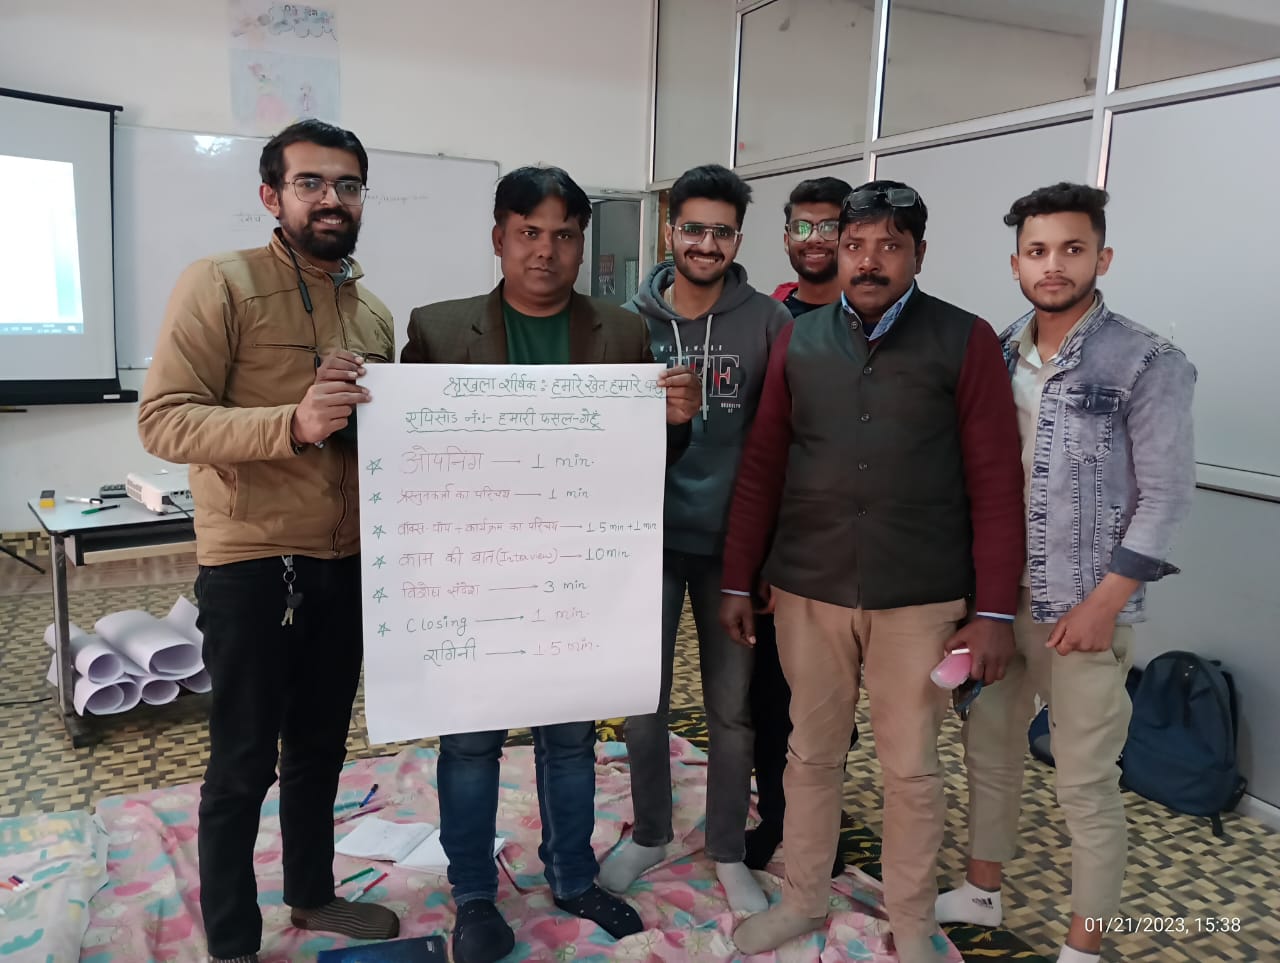 श्रृखला शीर्षक : हमारे खेत, हमारे
एपिसोड नं:1- हमारी फसल-गेहूँ
ओपनिंग → 1 min.
प्रस्तुतकर्ता का परिचय → 1 min
वॉक्स-पॉप + कार्यक्रम का परिचय → 1.5 min + 1 min
काम की बात (Interview) → 10 min
विशेष संदेश → 3 min
Closing → 1 min.
रागिनी → 1.5 min.
01/21/2023, 15:38